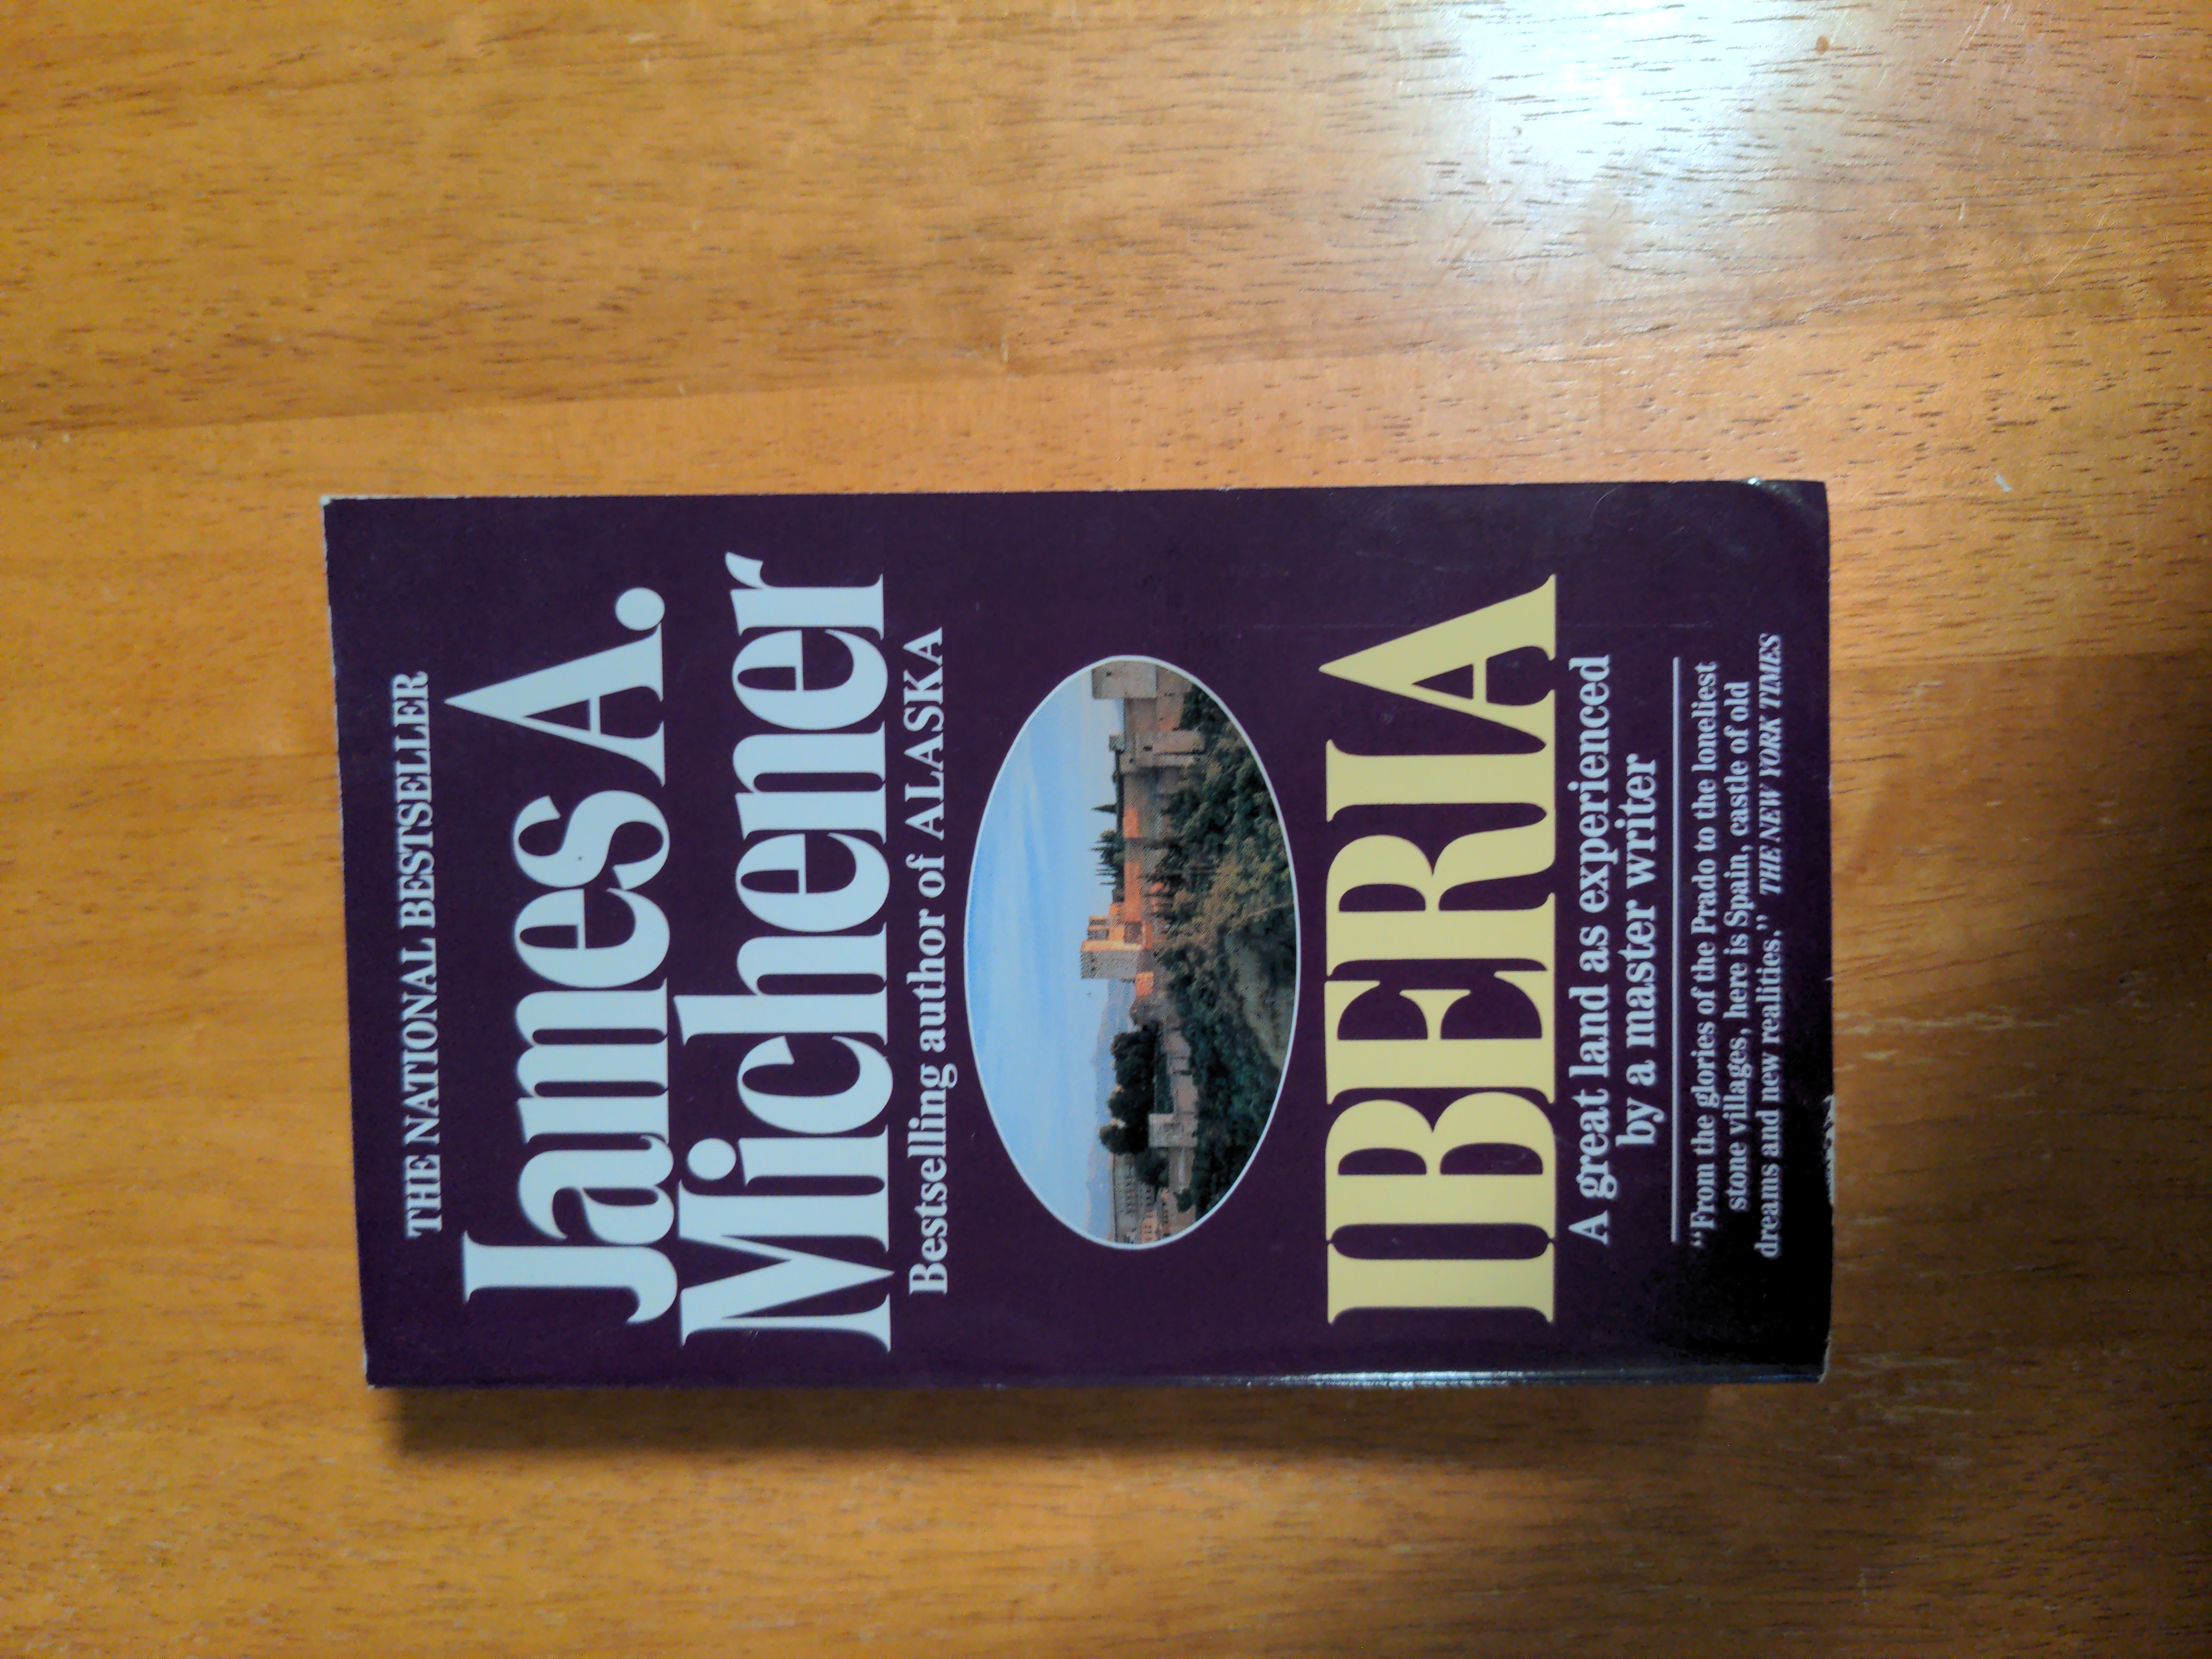 THE NATIONAL BESTSELLER
James A.
Michener
Bestselling author of ALASKA
IBERIA
A great land as experienced
by a master writer
“From the glories of the Prado to the loneliest
stone villages, here is Spain, castle of old
dreams and new realities.” THE NEW YORK TIMES